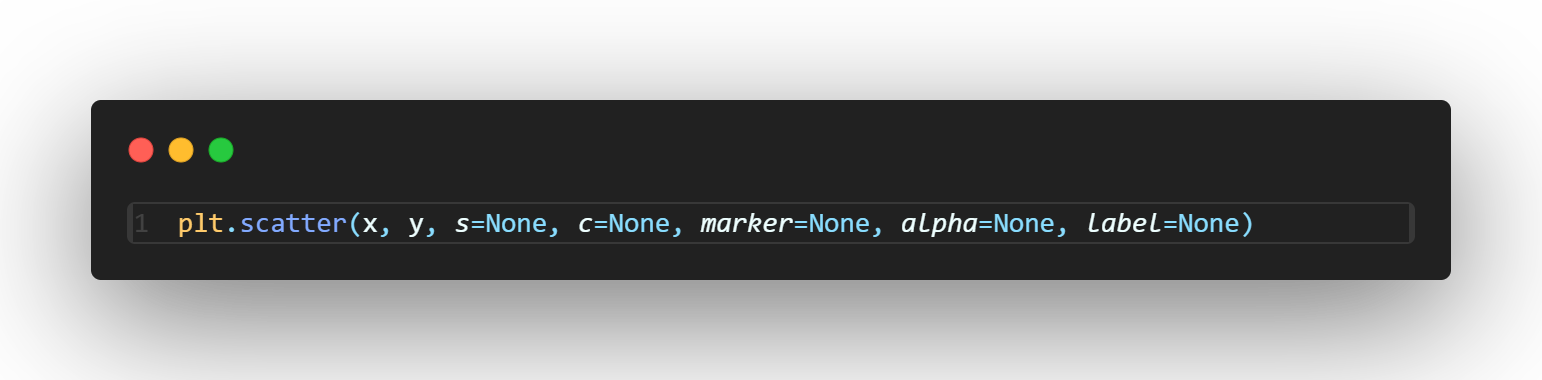 1 plt.scatter(x, y, s=None, c=None, marker=None, alpha=None, label=None)